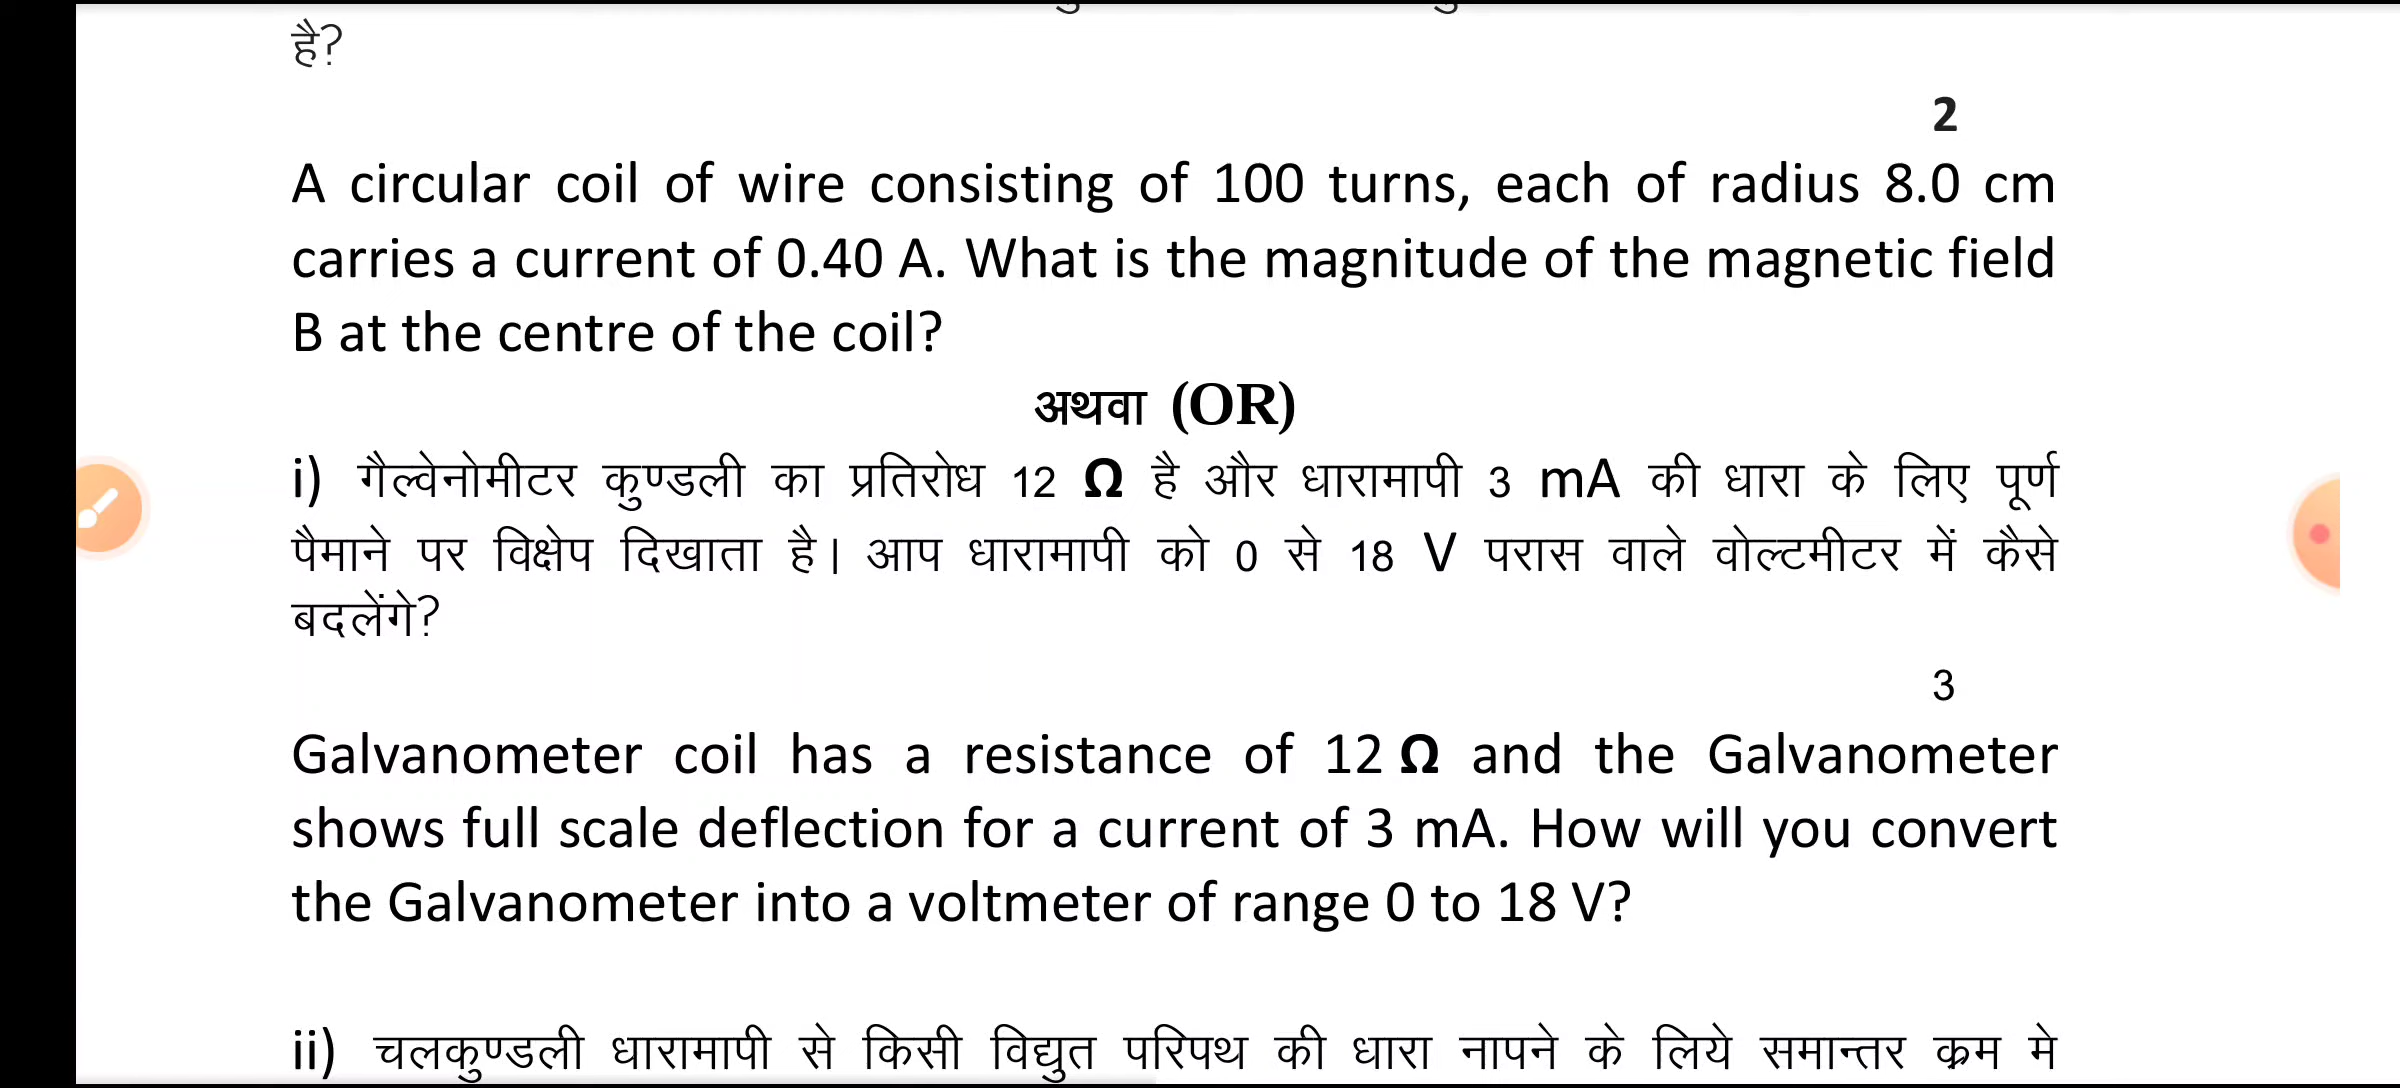 है?
2
A circular coil of wire consisting of 100 turns, each of radius 8.0 cm
carries a current of 0.40 A. What is the magnitude of the magnetic field
B at the centre of the coil?
अथवा (OR)
i) गैल्वेनोमीटर कुण्डली का प्रतिरोध 12 Ω है और धारामापी 3 mA की धारा के लिए पूर्ण
पैमाने पर विक्षेप दिखाता है। आप धारामापी को 0 से 18 V परास वाले वोल्टमीटर में कैसे
बदलेंगे?
3
Galvanometer coil has a resistance of 12 Ω and the Galvanometer
shows full scale deflection for a current of 3 mA. How will you convert
the Galvanometer into a voltmeter of range 0 to 18 V?
ii) चलकुण्डली धारामापी से किसी विद्युत परिपथ की धारा नापने के लिये समान्तर क्रम मे